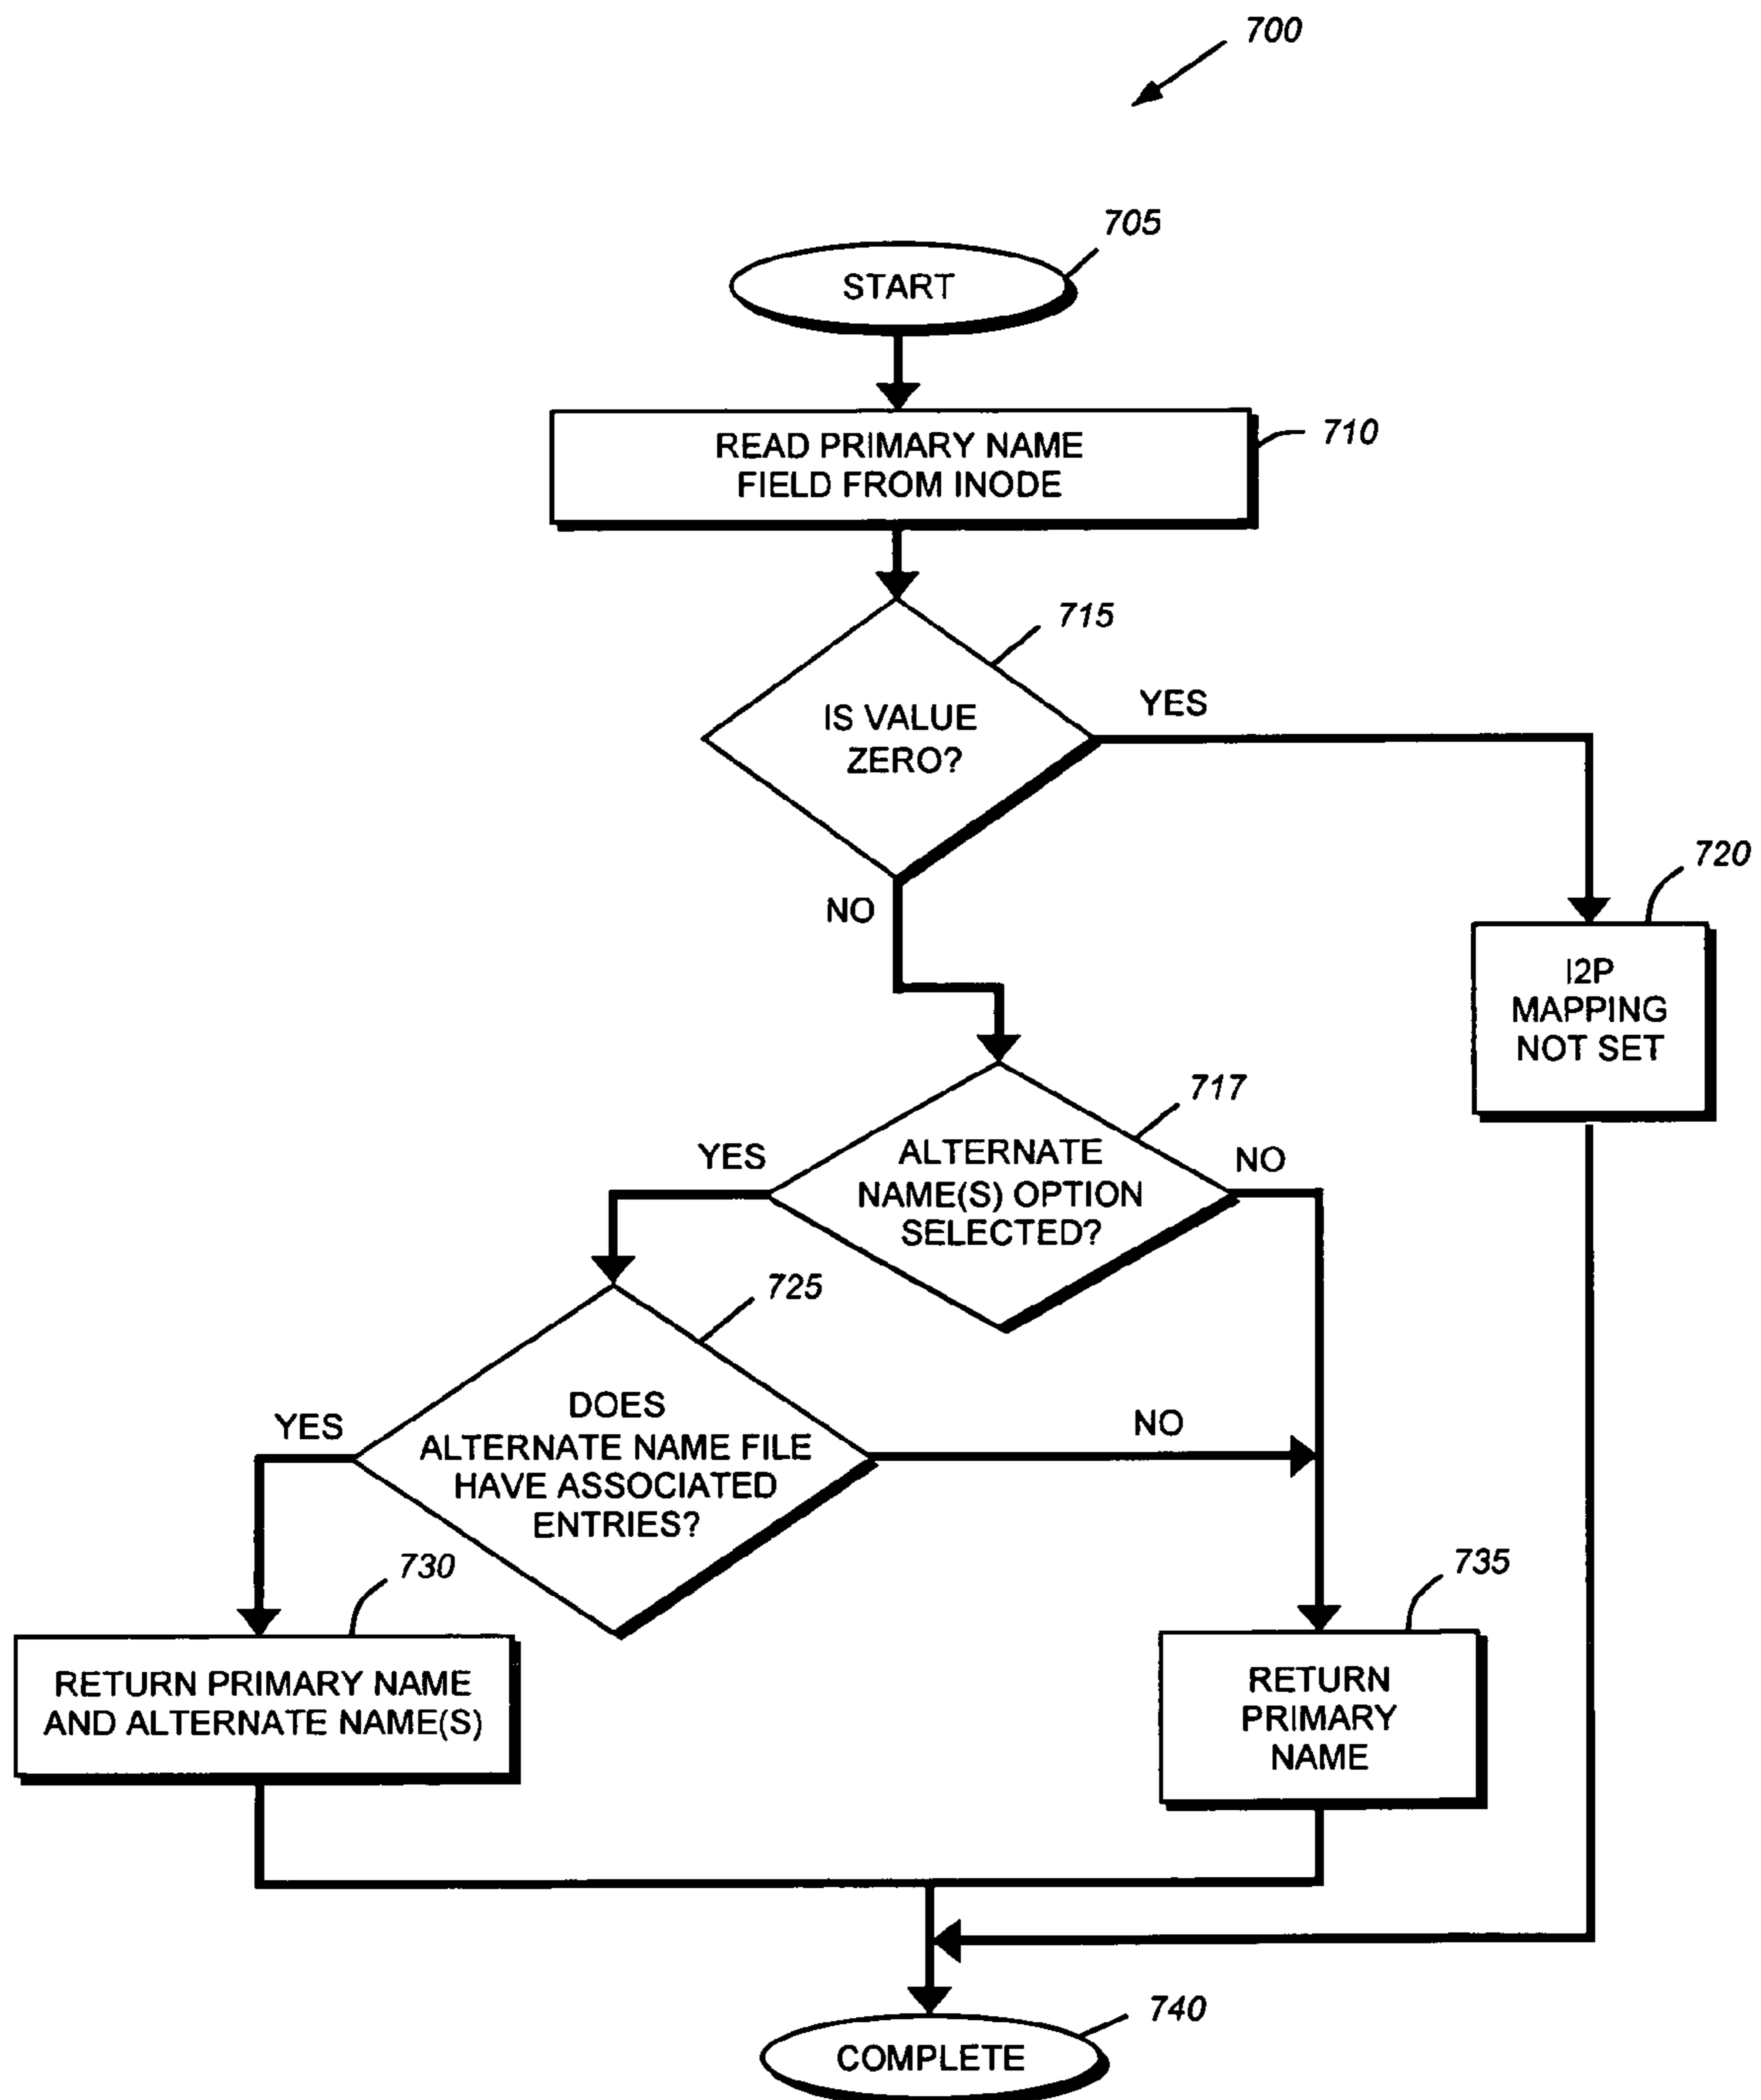 700
705
START
READ PRIMARY NAME
FIELD FROM INODE
710
715
IS VALUE
ZERO?
YES
NO
720
I2P
MAPPING
NOT SET
717
ALTERNATE
NAME(S) OPTION
SELECTED?
YES
NO
725
DOES
ALTERNATE NAME FILE
HAVE ASSOCIATED
ENTRIES?
YES
NO
730
RETURN PRIMARY NAME
AND ALTERNATE NAME(S)
735
RETURN
PRIMARY
NAME
740
COMPLETE